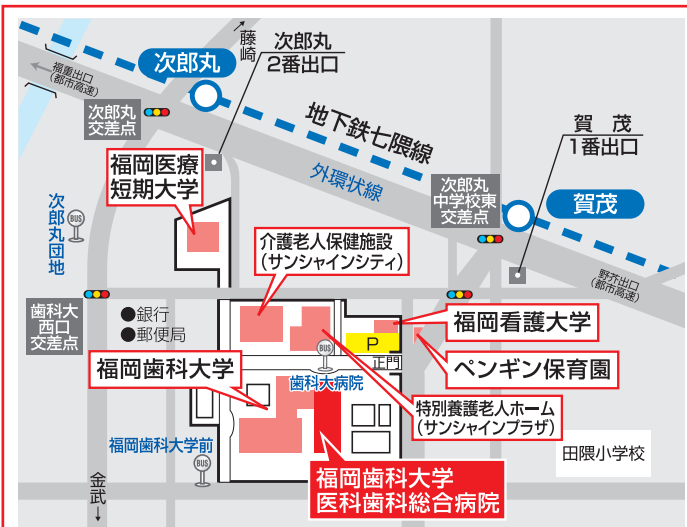 藤崎
次郎丸
2番出口
次郎丸
福重出口
(都市高速)
次郎丸
交差点
地下鉄七隈線
賀 茂
1番出口
福岡医療
短期大学
外環状線
次郎丸
中学校東
交差点
賀茂
BUS
次郎丸団地
介護老人保健施設
(サンシャインシティ)
野芥出口
(都市高速)
歯科大
西口
交差点
●銀行
●郵便局
福岡看護大学
P
BUS
正門
福岡歯科大学
歯科大病院
ペンギン保育園
特別養護老人ホーム
(サンシャインプラザ)
福岡歯科大学前
BUS
田隈小学校
金武
福岡歯科大学
医科歯科総合病院